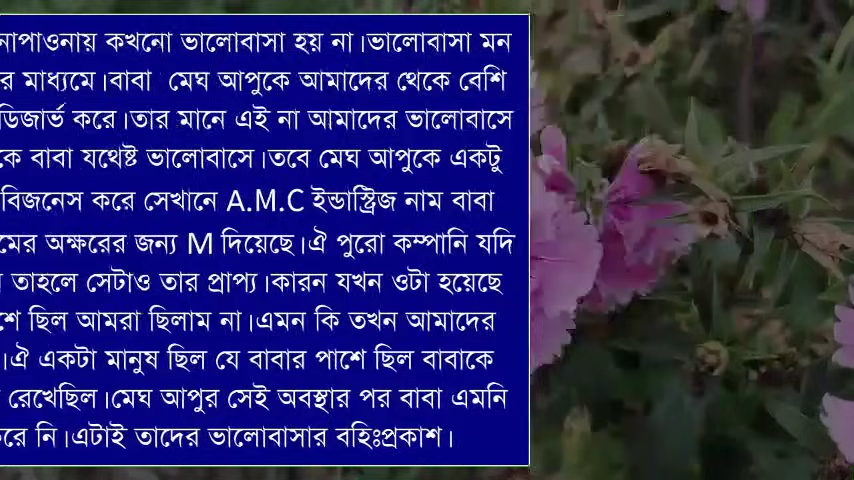 নাপাওনায় কখনো ভালোবাসা হয় না।ভালোবাসা মন
র মাধ্যমে।বাবা মেঘ আপুকে আমাদের থেকে বেশি
ডিজার্ভ করে।তার মানে এই না আমাদের ভালোবাসে
কে বাবা যথেষ্ট ভালোবাসে।তবে মেঘ আপুকে একটু
বিজনেস করে সেখানে A.M.C ইন্ডাস্ট্রিজ নাম বাবা
মের অক্ষরের জন্য M দিয়েছে।ঐ পুরো কম্পানি যদি
তাহলে সেটাও তার প্রাপ্য।কারন যখন ওটা হয়েছে
শে ছিল আমরা ছিলাম না।এমন কি তখন আমাদের
।ঐ একটা মানুষ ছিল যে বাবার পাশে ছিল বাবাকে
রেখেছিল।মেঘ আপুর সেই অবস্থার পর বাবা এমনি
রে নি।এটাই তাদের ভালোবাসার বহিঃপ্রকাশ।